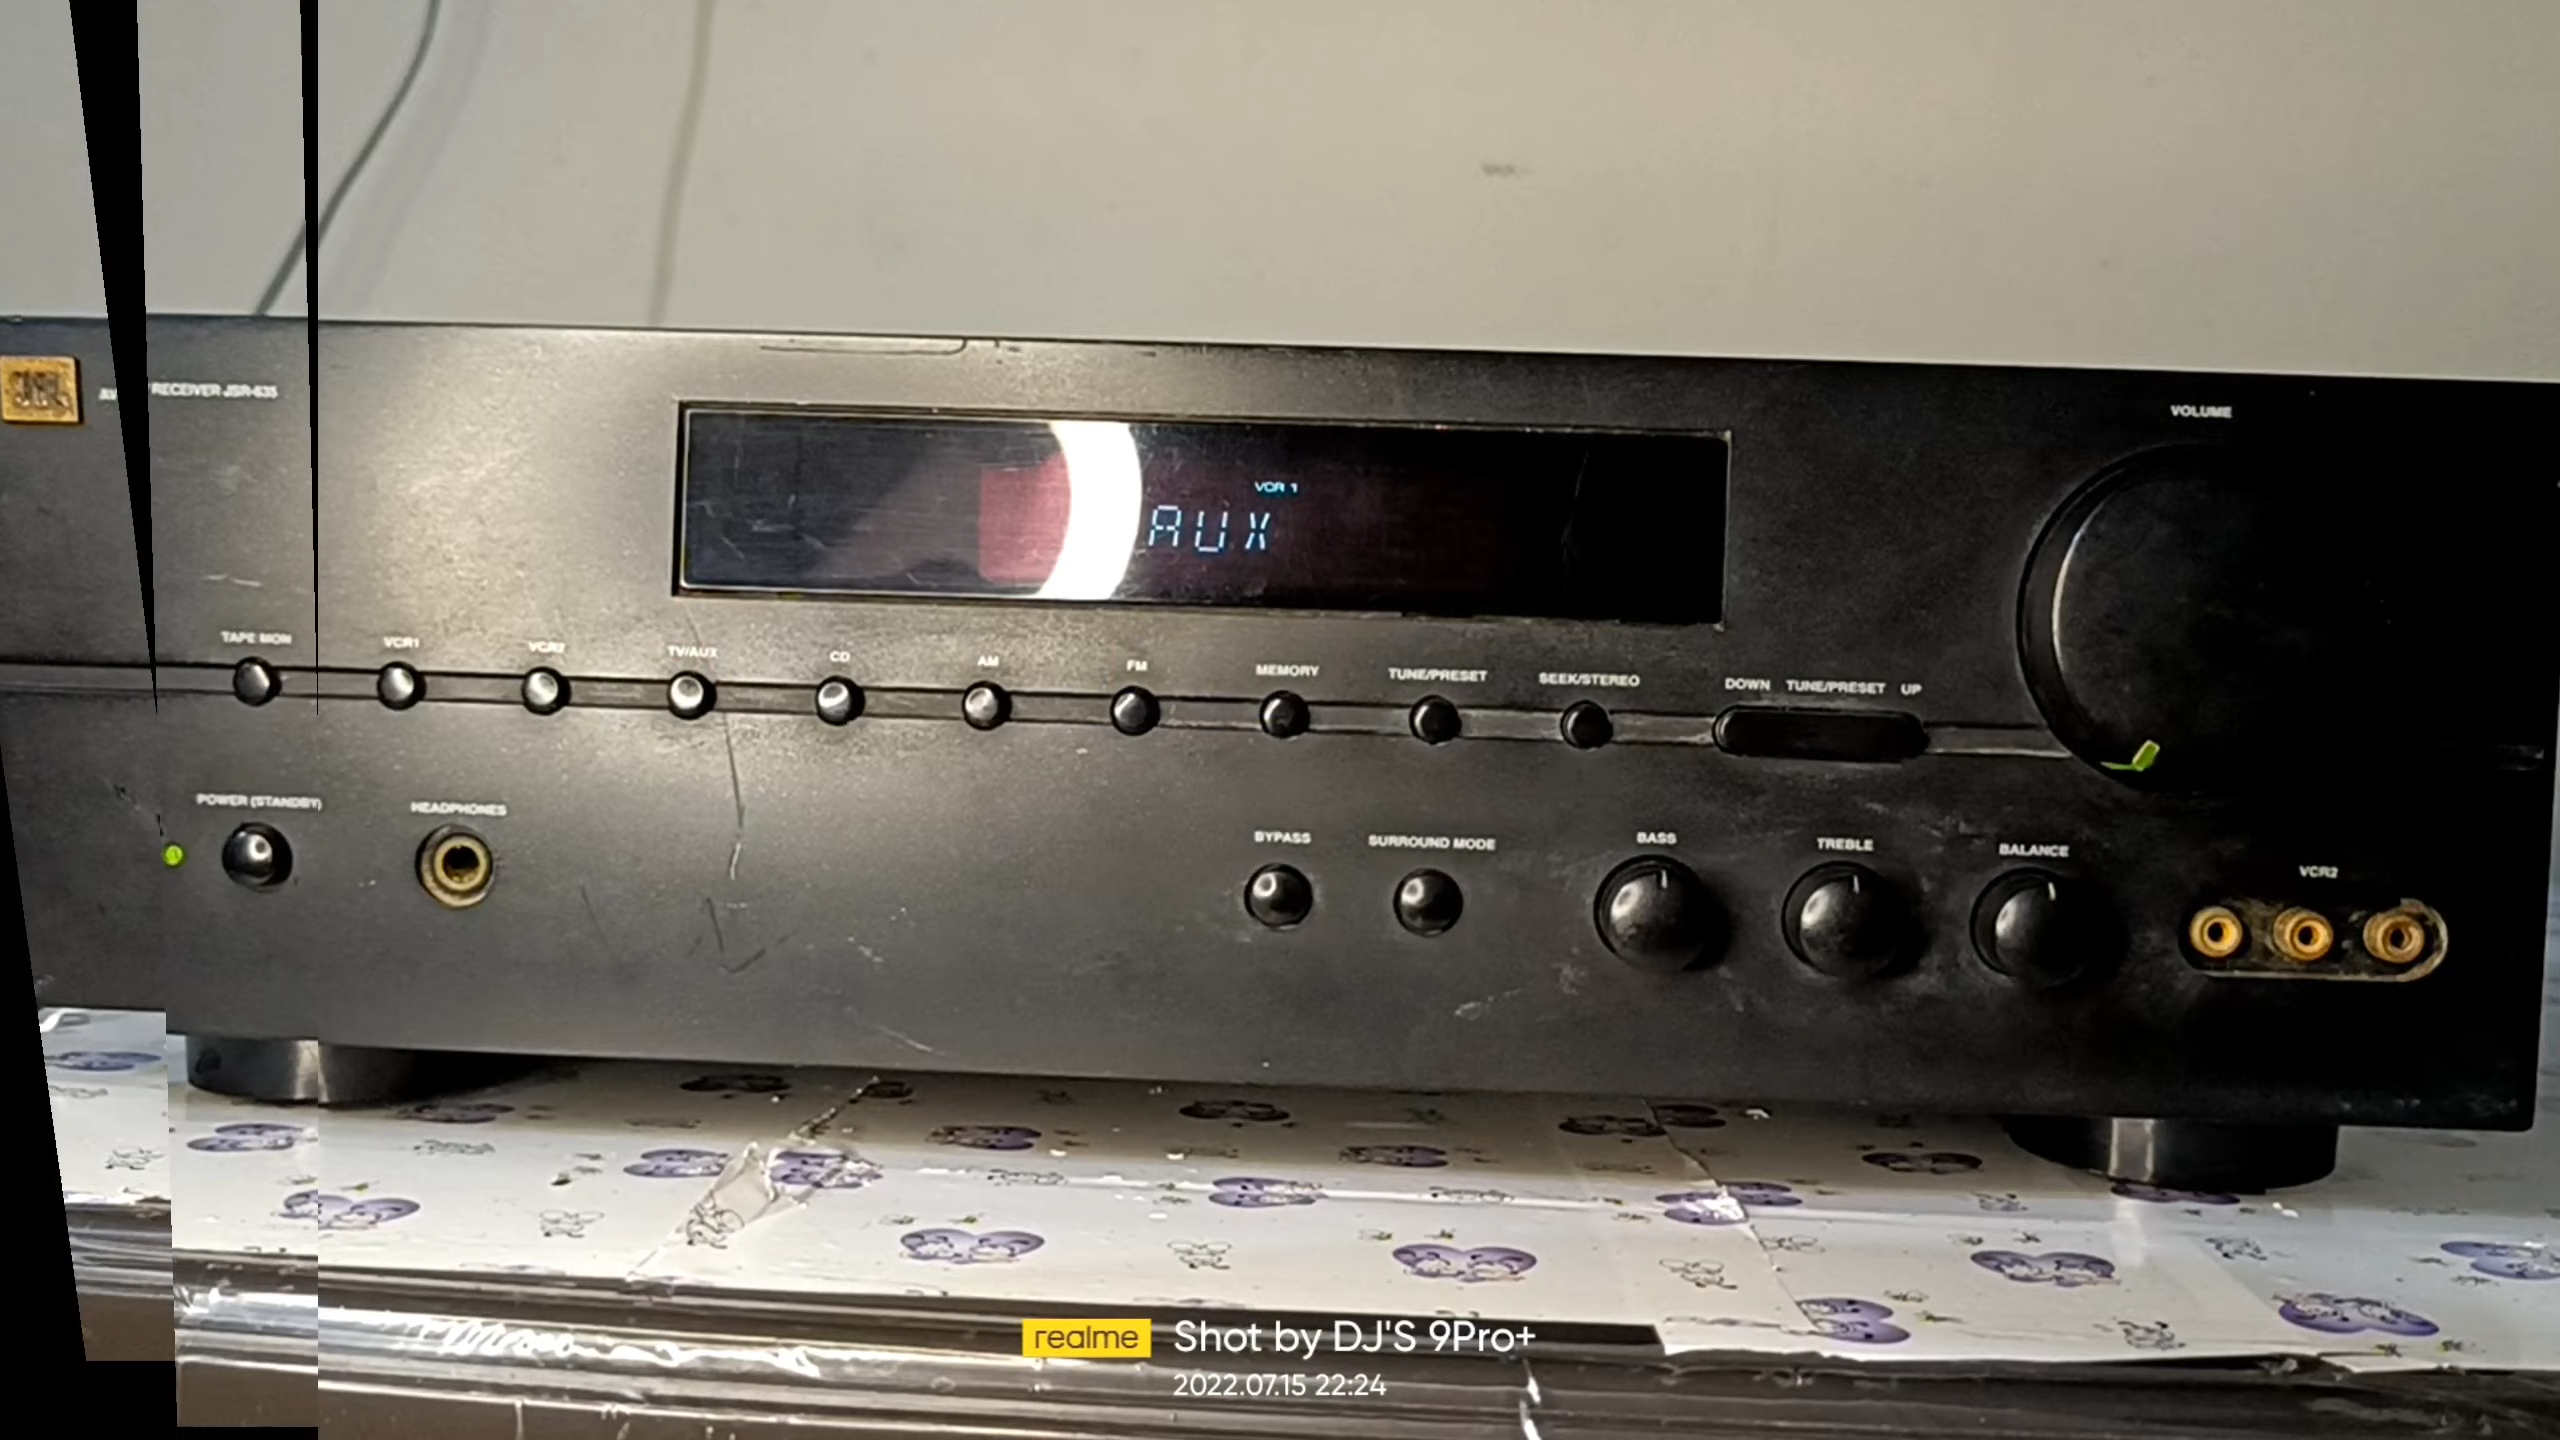 JBL
RECEIVER JSR-635
VOLUME
VCR 1
AUX
TAPE MON
VCR1
VCR2
TV/AUX
CD
AM
FM
MEMORY
TUNE/PRESET
SEEK/STEREO
DOWN TUNE/PRESET UP
POWER (STANDBY)
HEADPHONES
BYPASS
SURROUND MODE
BASS
TREBLE
BALANCE
VCR2
realme Shot by DJ'S 9Pro+
2022.07.15 22:24